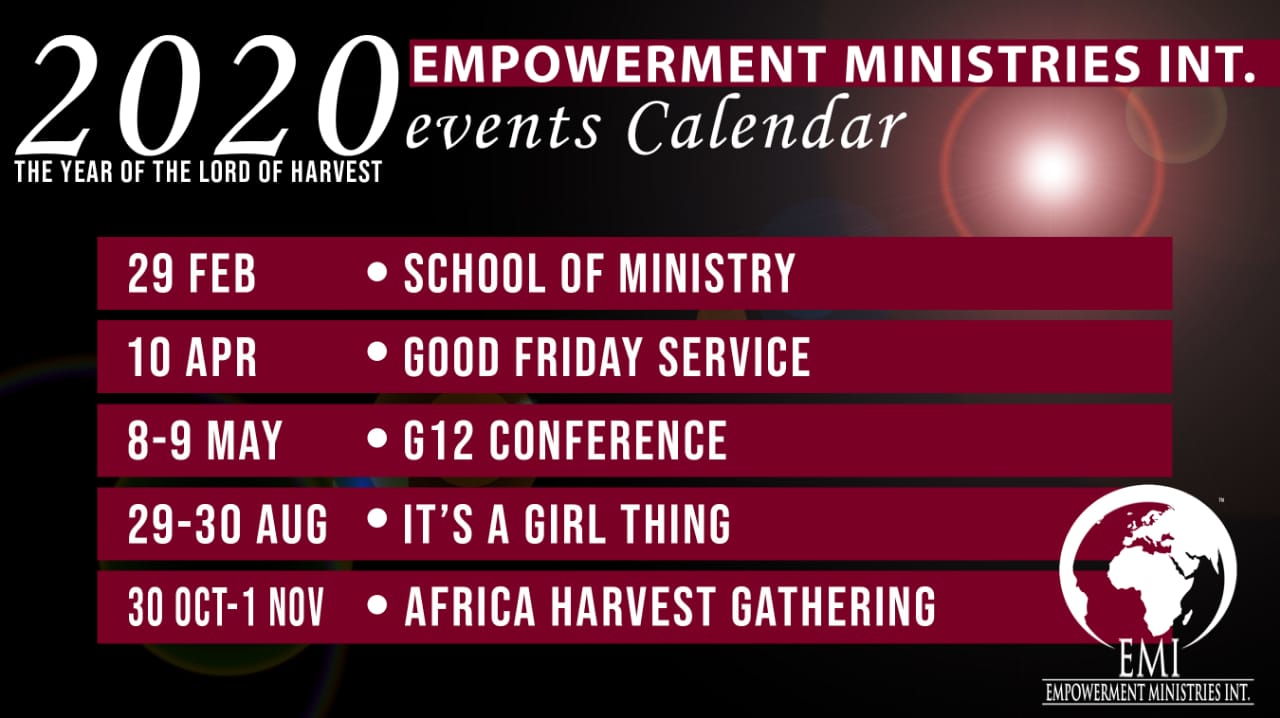 2020 EMPOWERMENT MINISTRIES INT.
events Calendar
THE YEAR OF THE LORD OF HARVEST
29 FEB • SCHOOL OF MINISTRY
10 APR • GOOD FRIDAY SERVICE
8-9 MAY • G12 CONFERENCE
29-30 AUG • IT’S A GIRL THING
30 OCT-1 NOV • AFRICA HARVEST GATHERING
TM
EMI
EMPOWERMENT MINISTRIES INT.